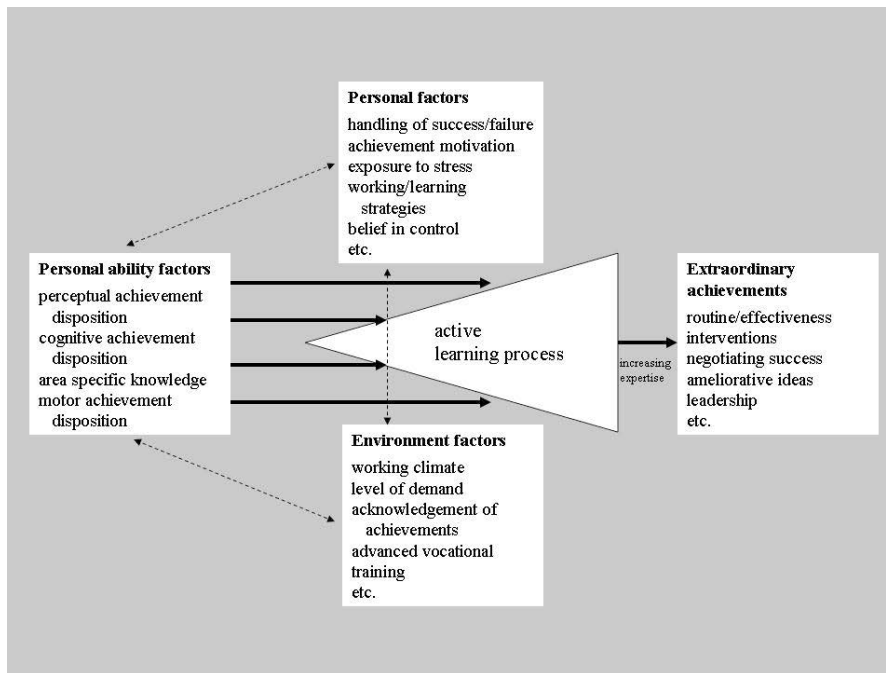 Personal factors
handling of success/failure
achievement motivation
exposure to stress
working/learning
strategies
belief in control
etc.
Personal ability factors
perceptual achievement
disposition
cognitive achievement
disposition
area specific knowledge
motor achievement
disposition
active
learning process
increasing
expertise
Extraordinary
achievements
routine/effectiveness
interventions
negotiating success
ameliorative ideas
leadership
etc.
Environment factors
working climate
level of demand
acknowledgement of
achievements
advanced vocational
training
etc.